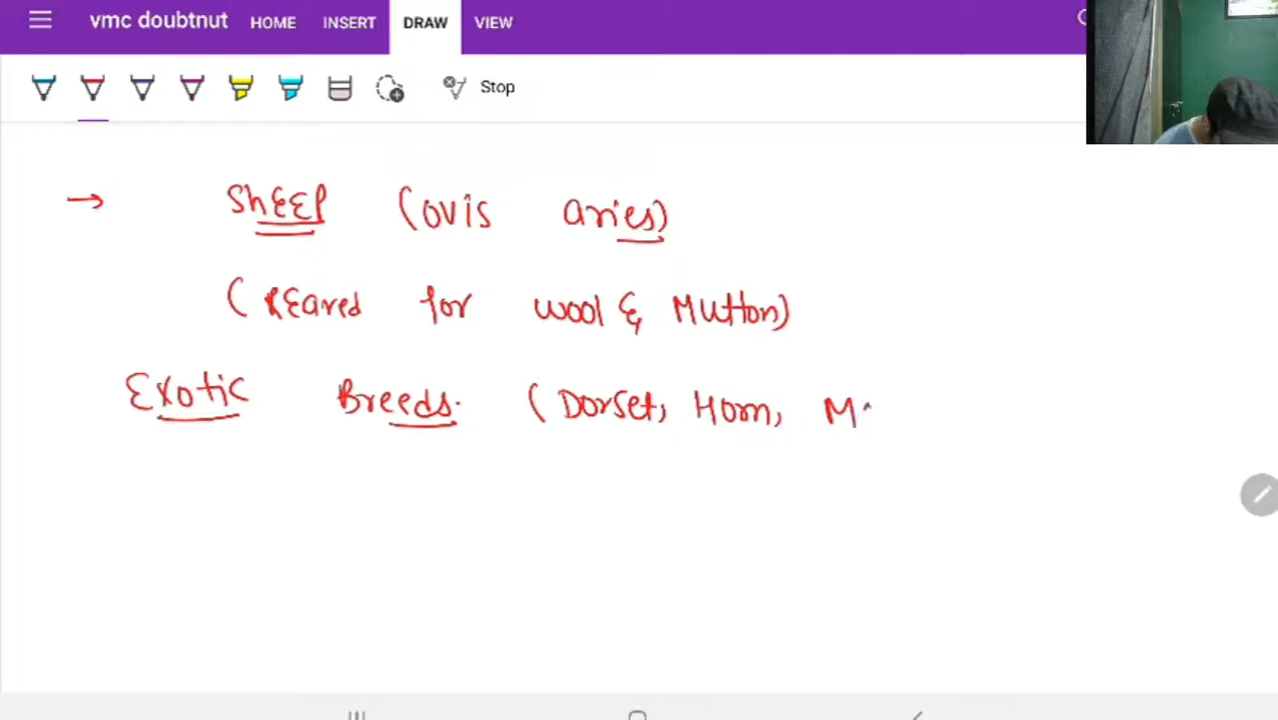 vmc doubtnut HOME INSERT DRAW VIEW
Stop
→ Sheep (ovis aries)
(Reared for wool & Mutton)
Exotic Breeds. (Dorset, Horn, M